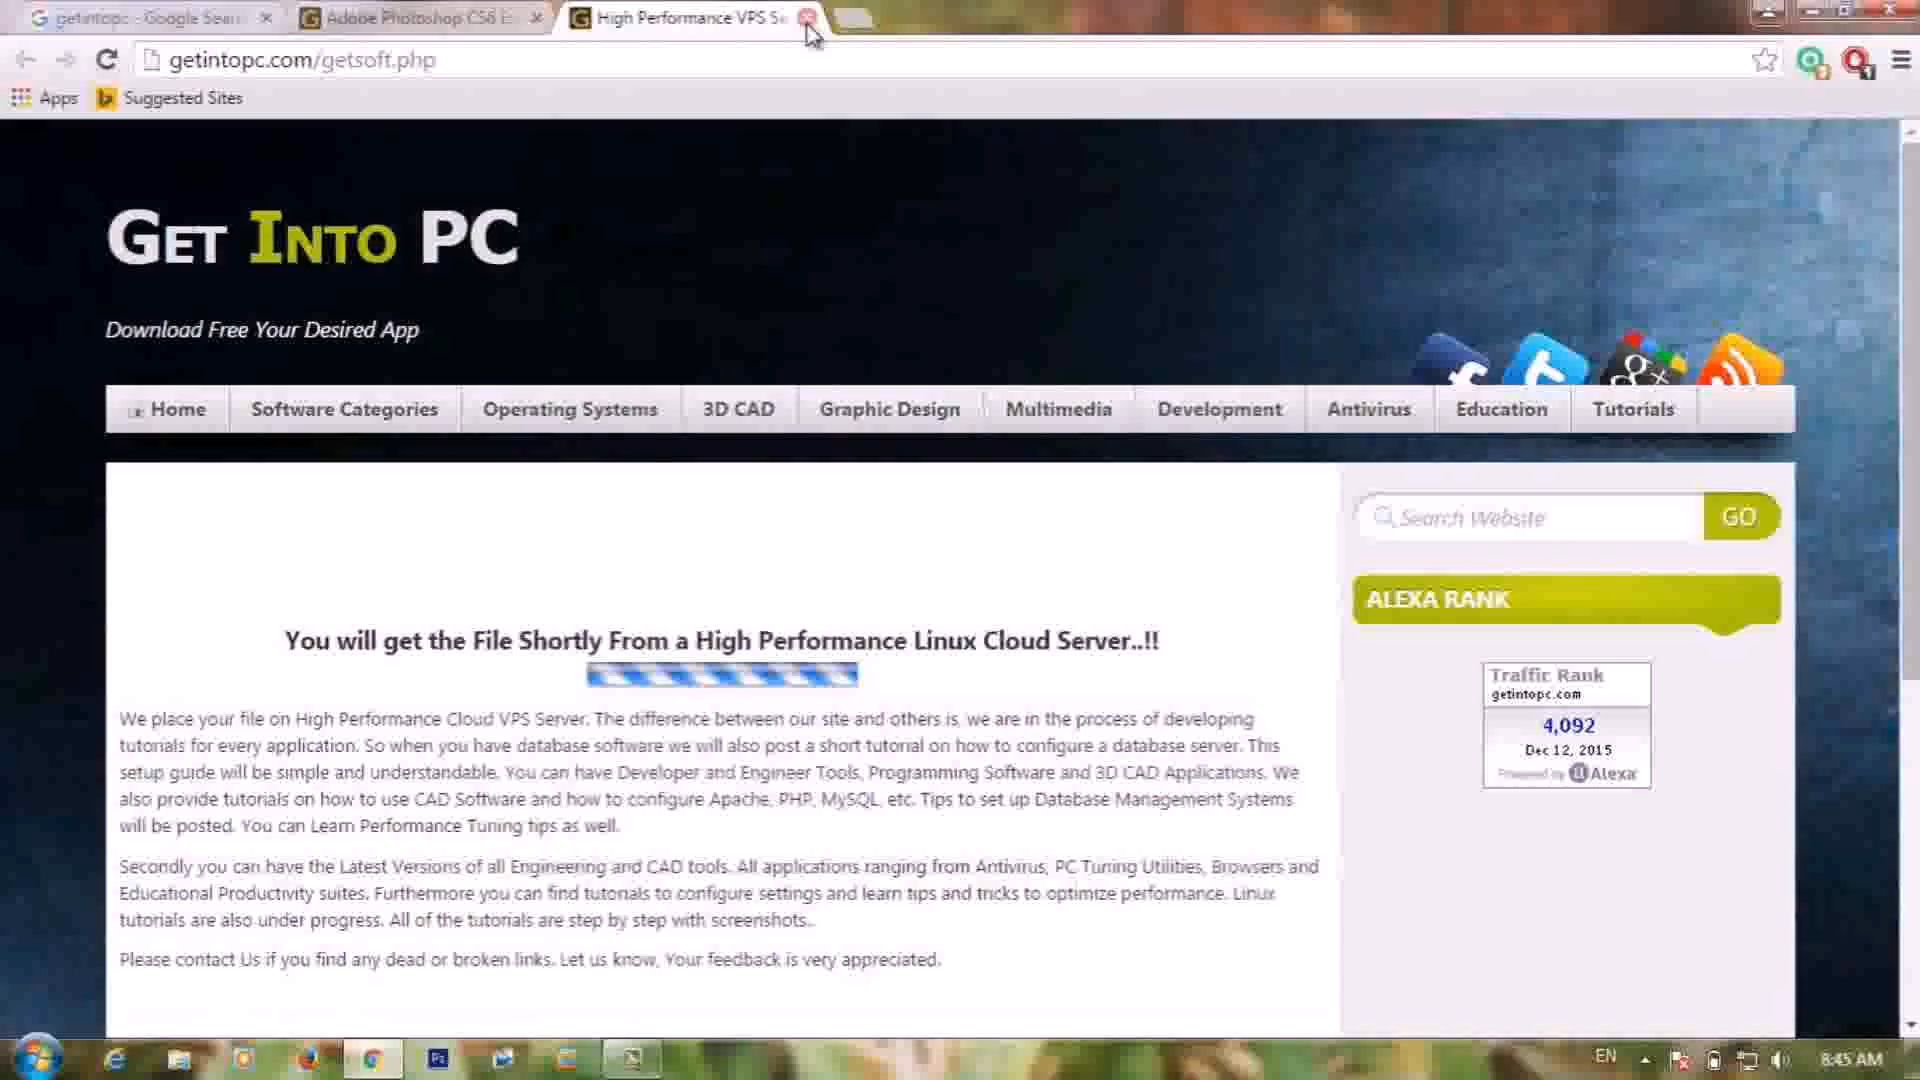 getintopc - Google Sear
Adobe Photoshop CS6 E
High Performance VPS Se
getintopc.com/getsoft.php
Apps
Suggested Sites
GET INTO PC
Download Free Your Desired App
Home
Software Categories
Operating Systems
3D CAD
Graphic Design
Multimedia
Development
Antivirus
Education
Tutorials
Search Website
GO
You will get the File Shortly From a High Performance Linux Cloud Server..!!
We place your file on High Performance Cloud VPS Server. The difference between our site and others is, we are in the process of developing
tutorials for every application. So when you have database software we will also post a short tutorial on how to configure a database server. This
setup guide will be simple and understandable. You can have Developer and Engineer Tools, Programming Software and 3D CAD Applications. We
also provide tutorials on how to use CAD Software and how to configure Apache, PHP, MySQL, etc. Tips to set up Database Management Systems
will be posted. You can Learn Performance Tuning tips as well.
Secondly you can have the Latest Versions of all Engineering and CAD tools. All applications ranging from Antivirus, PC Tuning Utilities, Browsers and
Educational Productivity suites. Furthermore you can find tutorials to configure settings and learn tips and tricks to optimize performance. Linux
tutorials are also under progress. All of the tutorials are step by step with screenshots..
Please contact Us if you find any dead or broken links. Let us know, Your feedback is very appreciated.
ALEXA RANK
Traffic Rank
getintopc.com
4,092
Dec 12, 2015
Powered by Alexa
Ps
EN
8:45 AM